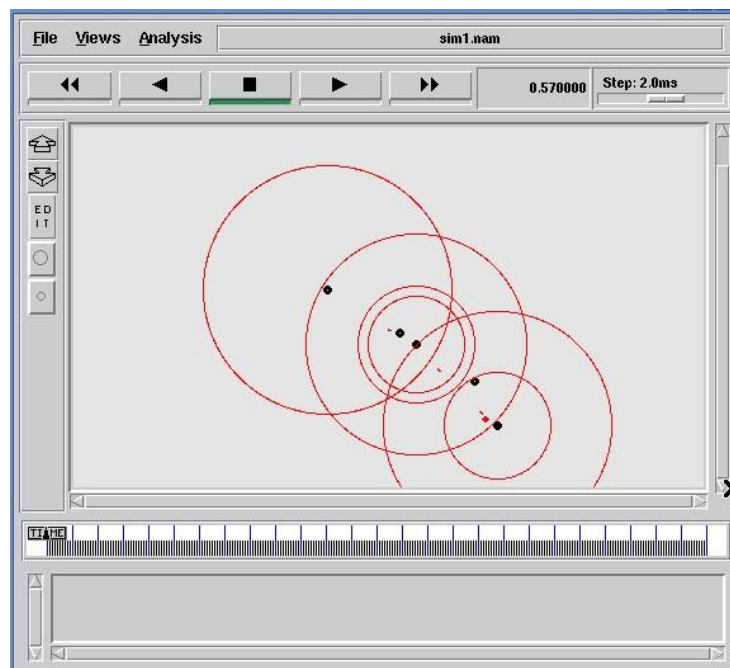 File Views Analysis sim1.nam
0.570000 Step: 2.0ms
ED
IT
TIME